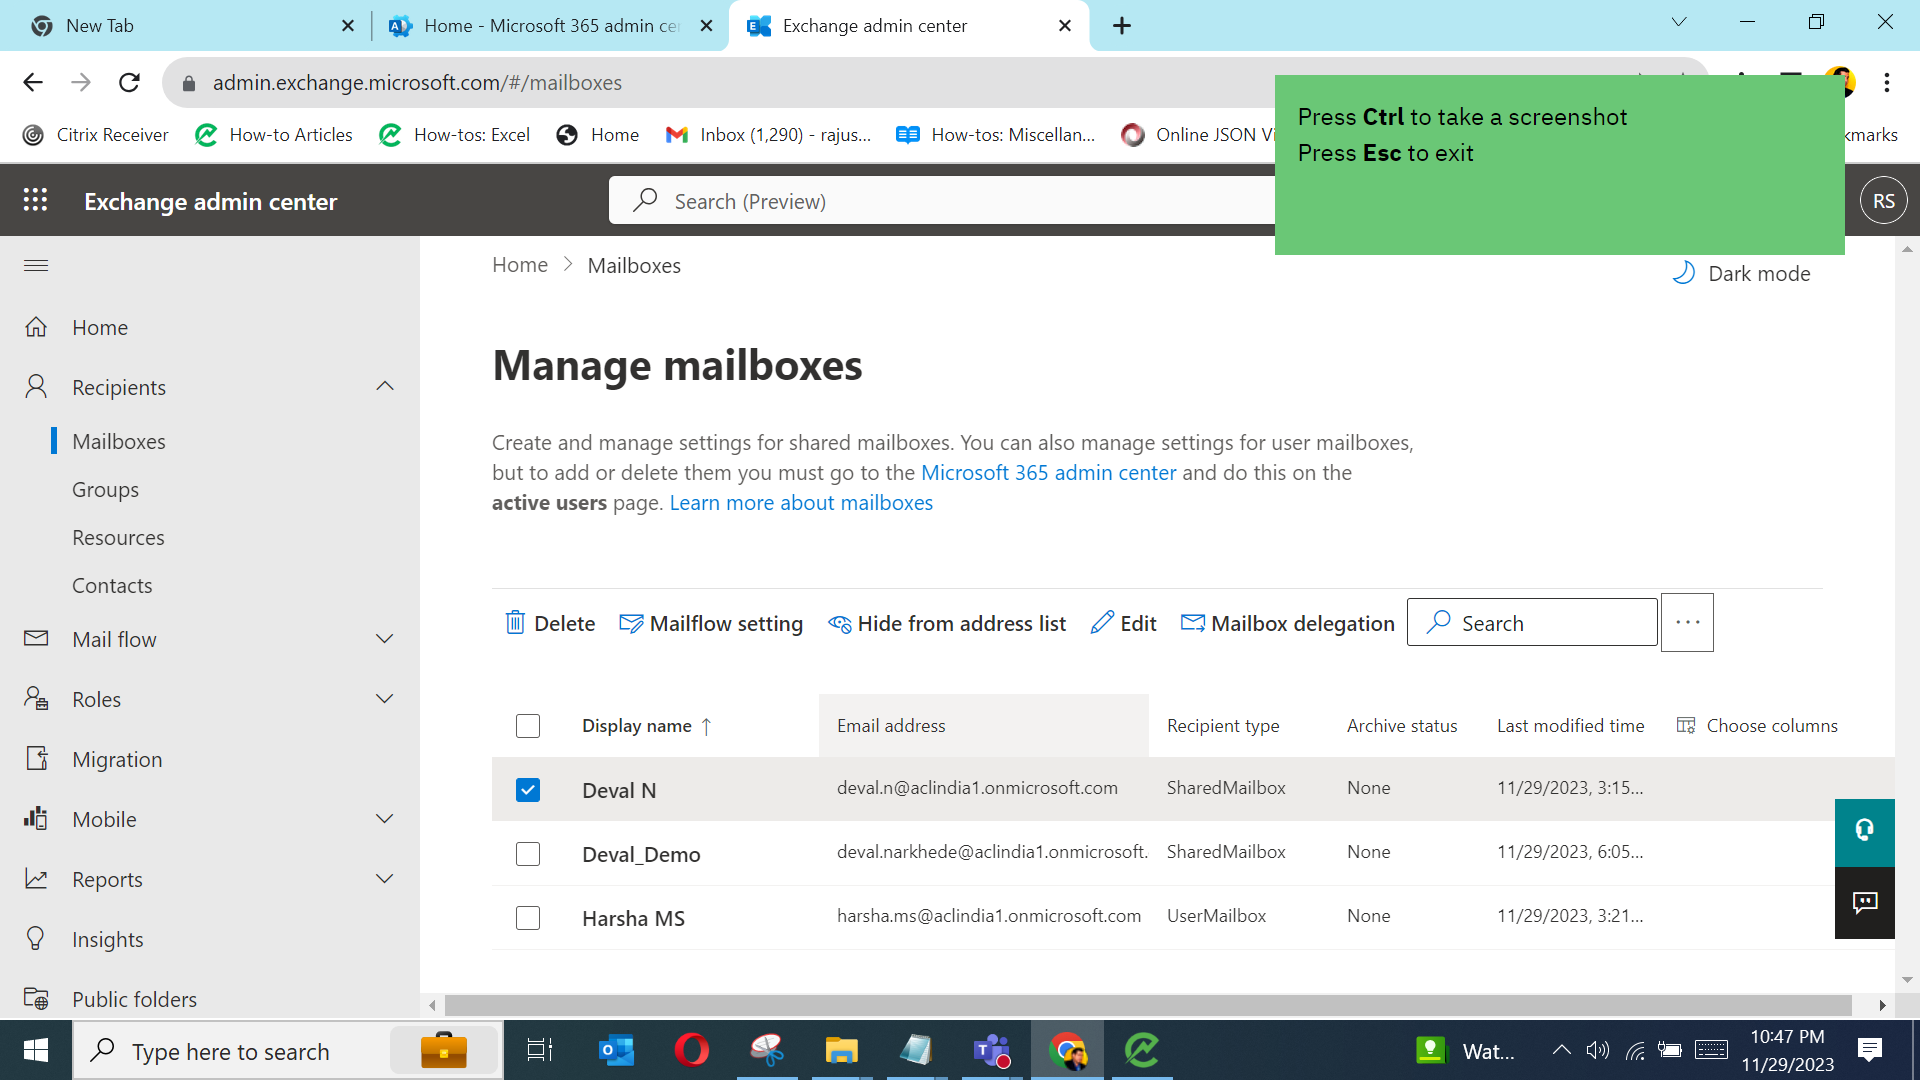 New Tab
Home - Microsoft 365 admin ce
Exchange admin center
admin.exchange.microsoft.com/#/mailboxes
Citrix Receiver
How-to Articles
How-tos: Excel
Home
Inbox (1,290) - rajus...
How-tos: Miscellan...
Online JSON Vi
kmarks
Press Ctrl to take a screenshot
Press Esc to exit
Exchange admin center
Search (Preview)
RS
Home
Recipients
Mailboxes
Groups
Resources
Contacts
Mail flow
Roles
Migration
Mobile
Reports
Insights
Public folders
Home > Mailboxes
Dark mode
Manage mailboxes
Create and manage settings for shared mailboxes. You can also manage settings for user mailboxes,
but to add or delete them you must go to the Microsoft 365 admin center and do this on the
active users page. Learn more about mailboxes
Delete
Mailflow setting
Hide from address list
Edit
Mailbox delegation
Search
...
Display name ↑ Email address Recipient type Archive status Last modified time Choose columns
Deval N deval.n@aclindia1.onmicrosoft.com SharedMailbox None 11/29/2023, 3:15...
Deval_Demo deval.narkhede@aclindia1.onmicrosoft. SharedMailbox None 11/29/2023, 6:05...
Harsha MS harsha.ms@aclindia1.onmicrosoft.com UserMailbox None 11/29/2023, 3:21...
Type here to search
Wat...
10:47 PM
11/29/2023